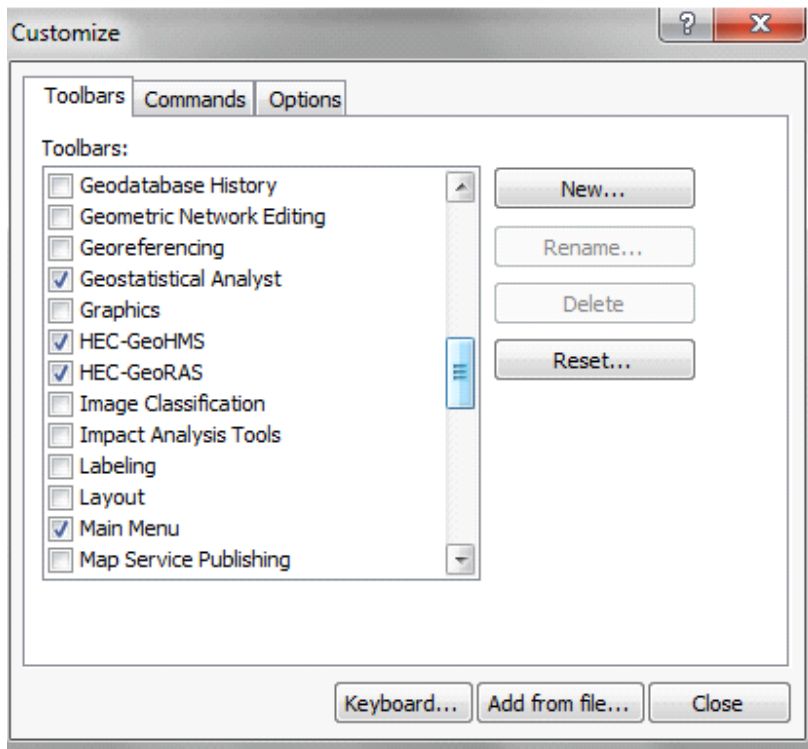 Customize
Toolbars Commands Options
Toolbars:
Geodatabase History
Geometric Network Editing
Georeferencing
Geostatistical Analyst
Graphics
HEC-GeoHMS
HEC-GeoRAS
Image Classification
Impact Analysis Tools
Labeling
Layout
Main Menu
Map Service Publishing
New...
Rename...
Delete
Reset...
Keyboard... Add from file... Close